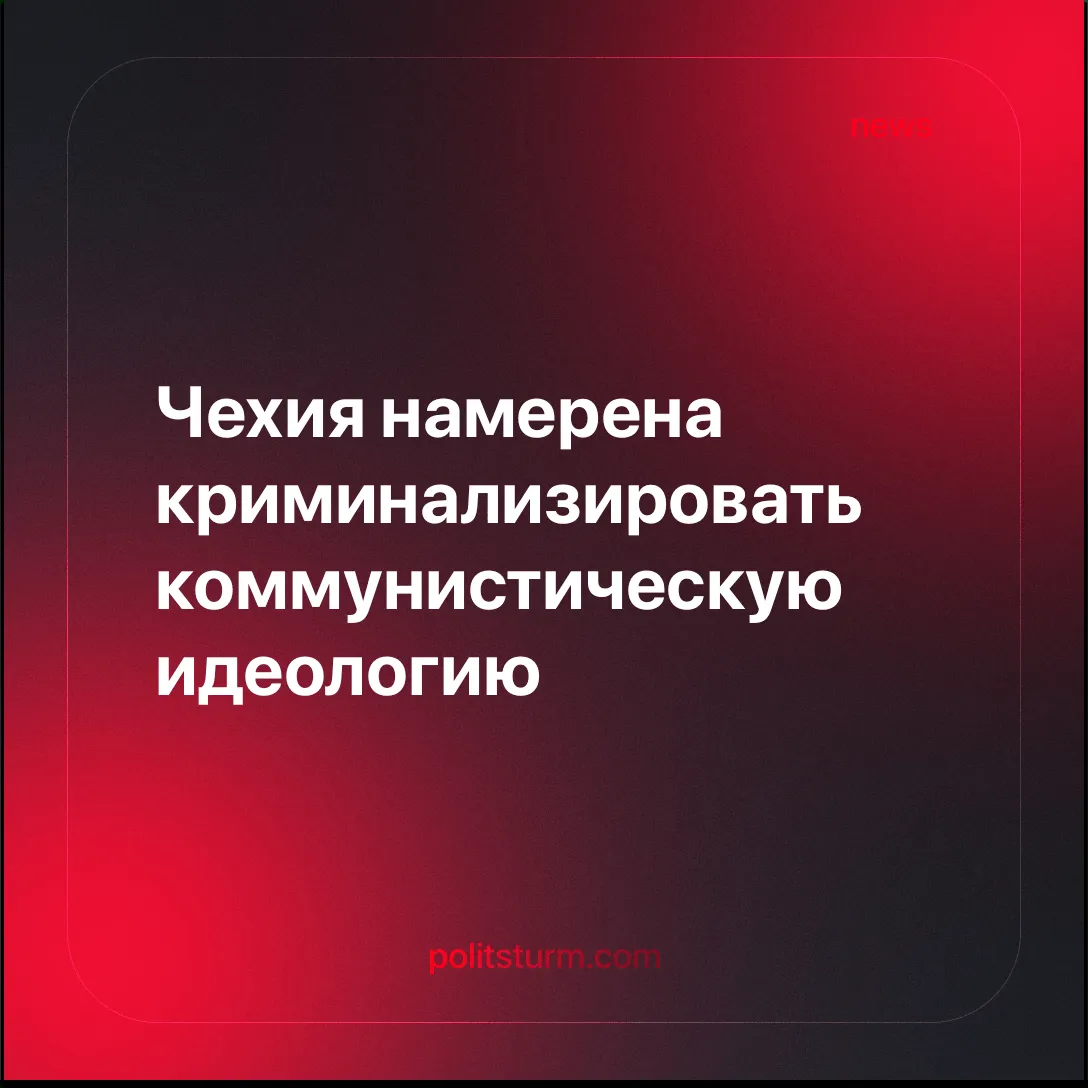 news
Чехия намерена
криминализировать
коммунистическую
идеологию
politsturm.com